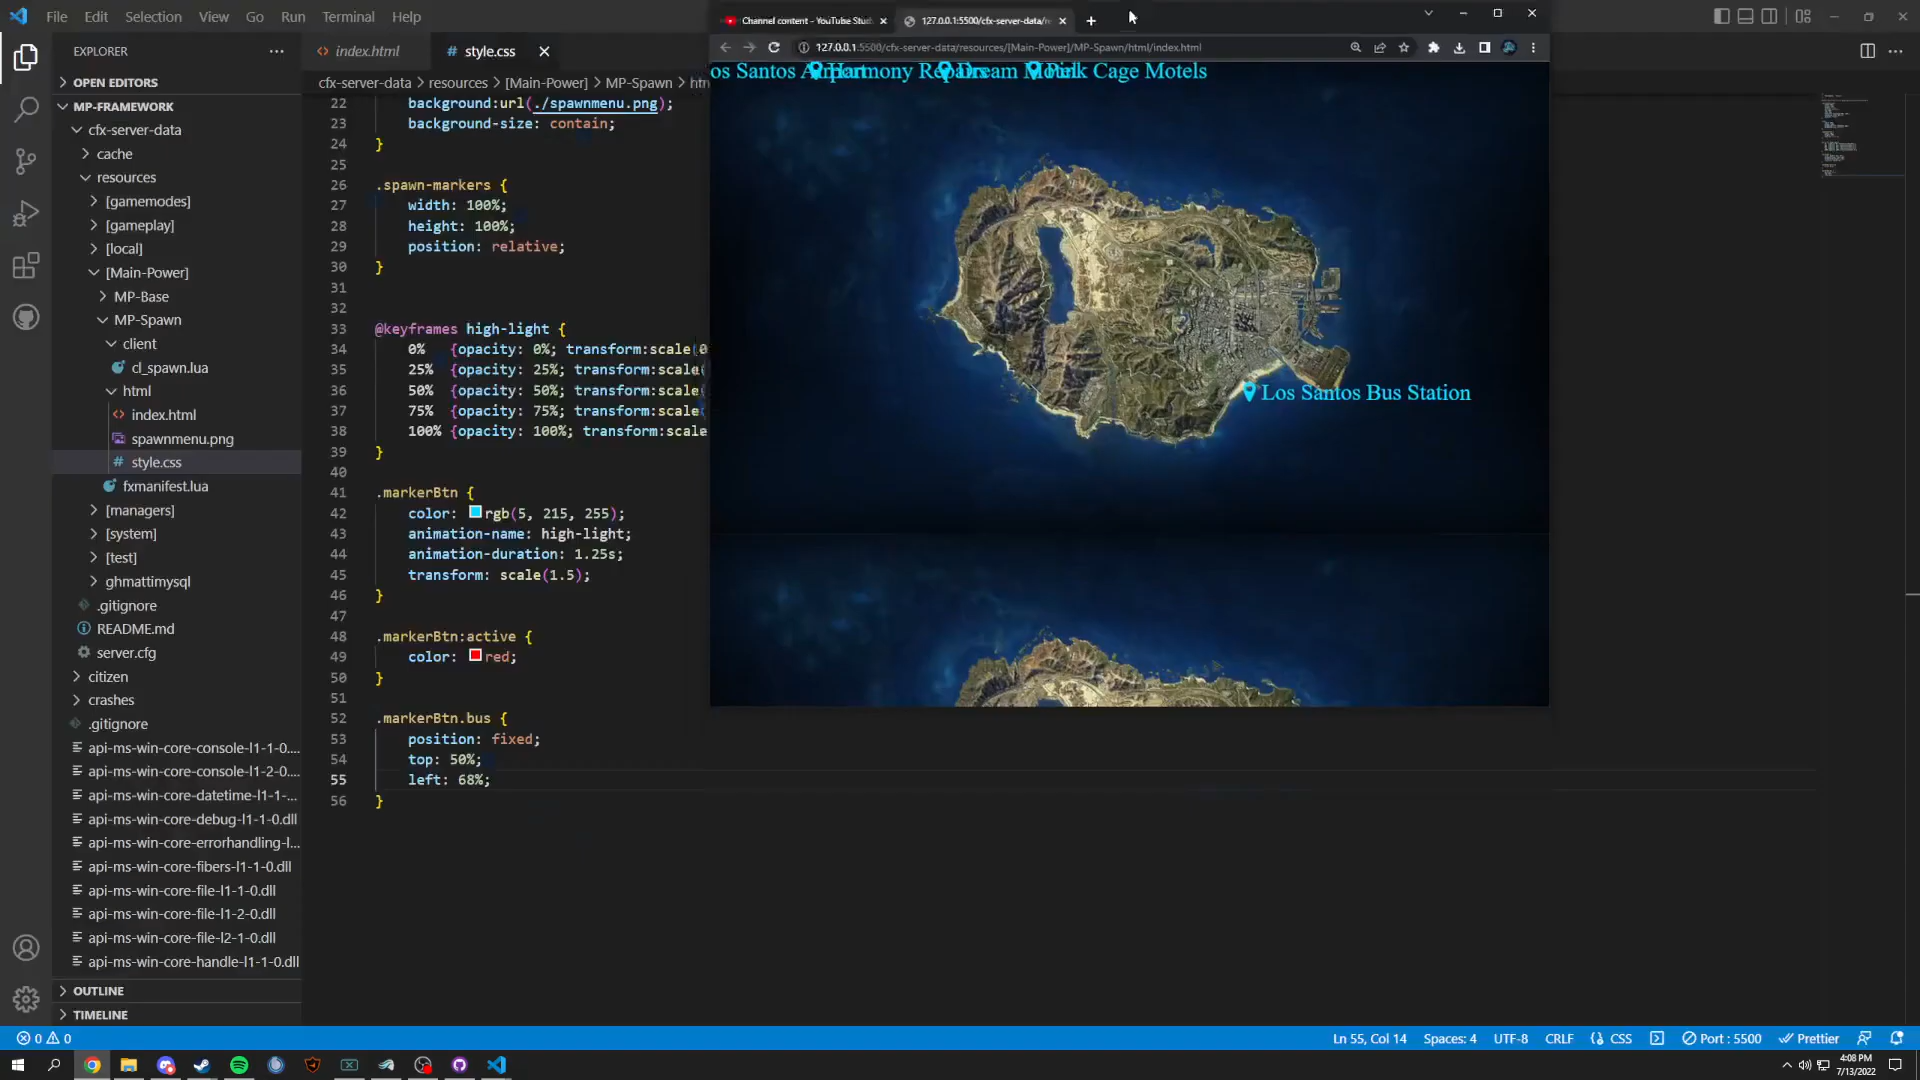 File Edit Selection View Go Run Terminal Help
EXPLORER
OPEN EDITORS
MP-FRAMEWORK
cfx-server-data
cache
resources
[gamemodes]
[gameplay]
[local]
[Main-Power]
MP-Base
MP-Spawn
client
cl_spawn.lua
html
index.html
spawnmenu.png
style.css
fxmanifest.lua
[managers]
[system]
[test]
ghmattimysql
.gitignore
README.md
server.cfg
citizen
crashes
.gitignore
api-ms-win-core-console-l1-1-0....
api-ms-win-core-console-l1-2-0....
api-ms-win-core-datetime-l1-1-...
api-ms-win-core-debug-l1-1-0.dll
api-ms-win-core-errorhandling-l...
api-ms-win-core-fibers-l1-1-0.dll
api-ms-win-core-file-l1-1-0.dll
api-ms-win-core-file-l1-2-0.dll
api-ms-win-core-file-l2-1-0.dll
api-ms-win-core-handle-l1-1-0.dll
OUTLINE
TIMELINE
index.html
style.css
cfx-server-data > resources > [Main-Power] > MP-Spawn > htm
22 background:url(./spawnmenu.png);
23 background-size: contain;
24 }
25
26 .spawn-markers {
27 width: 100%;
28 height: 100%;
29 position: relative;
30 }
31
32
33 @keyframes high-light {
34 0% {opacity: 0%; transform:scale(0
35 25% {opacity: 25%; transform:scale(
36 50% {opacity: 50%; transform:scale(
37 75% {opacity: 75%; transform:scale(
38 100% {opacity: 100%; transform:scale
39 }
40
41 .markerBtn {
42 color: rgb(5, 215, 255);
43 animation-name: high-light;
44 animation-duration: 1.25s;
45 transform: scale(1.5);
46 }
47
48 .markerBtn:active {
49 color: red;
50 }
51
52 .markerBtn.bus {
53 position: fixed;
54 top: 50%;
55 left: 68%;
56 }
Channel content - YouTube Stud
127.0.0.1:5500/cfx-server-data/re
127.0.0.1:5500/cfx-server-data/resources/[Main-Power]/MP-Spawn/html/index.html
os Santos Airport Harmony Repairs Dream Motel Pink Cage Motels
Los Santos Bus Station
0 0
Ln 55, Col 14 Spaces: 4 UTF-8 CRLF {} CSS Port : 5500 Prettier
4:08 PM
7/13/2022